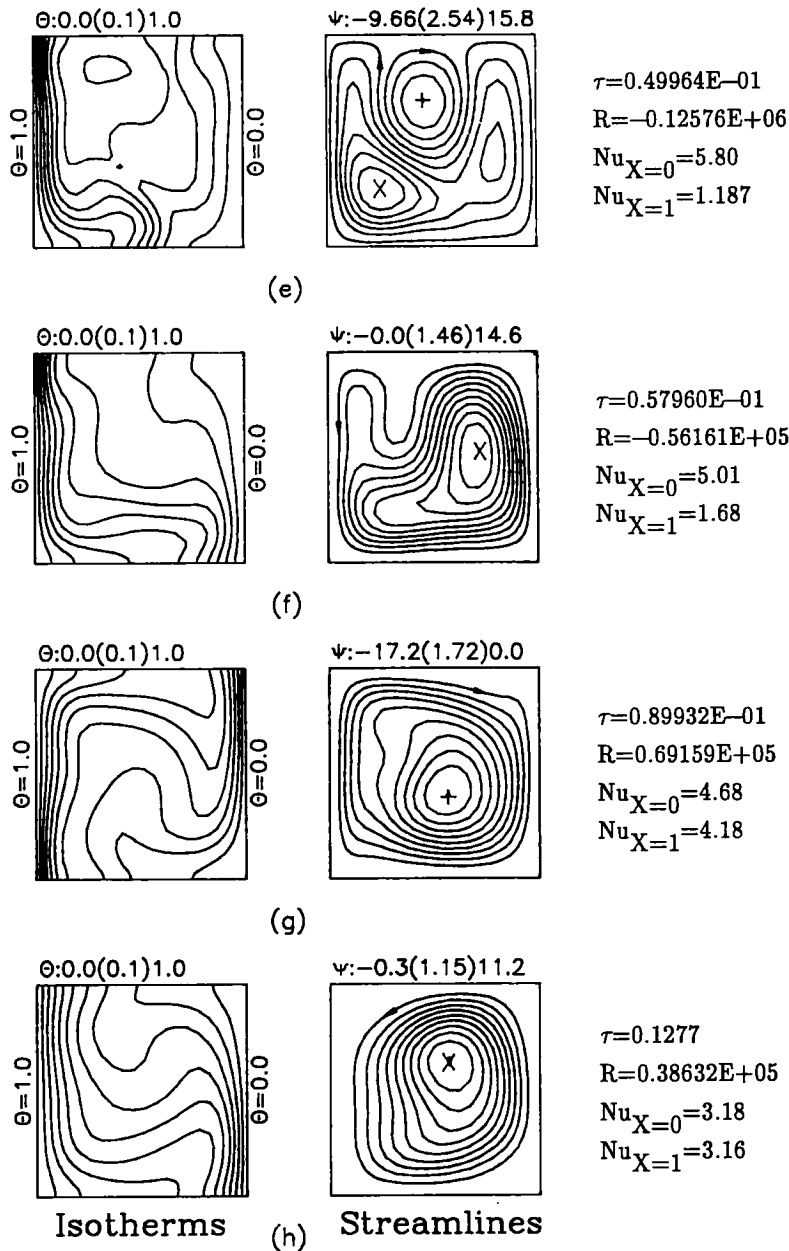 Θ:0.0(0.1)1.0
Ψ:−9.66(2.54)15.8
Θ=1.0
Θ=0.0
+
X
τ=0.49964E−01
R=−0.12576E+06
Nu_X=0=5.80
Nu_X=1=1.187
(e)
Θ:0.0(0.1)1.0
Ψ:−0.0(1.46)14.6
Θ=1.0
Θ=0.0
X
τ=0.57960E−01
R=−0.56161E+05
Nu_X=0=5.01
Nu_X=1=1.68
(f)
Θ:0.0(0.1)1.0
Ψ:−17.2(1.72)0.0
Θ=1.0
Θ=0.0
+
τ=0.89932E−01
R=0.69159E+05
Nu_X=0=4.68
Nu_X=1=4.18
(g)
Θ:0.0(0.1)1.0
Ψ:−0.3(1.15)11.2
Θ=1.0
Θ=0.0
X
τ=0.1277
R=0.38632E+05
Nu_X=0=3.18
Nu_X=1=3.16
Isotherms (h) Streamlines